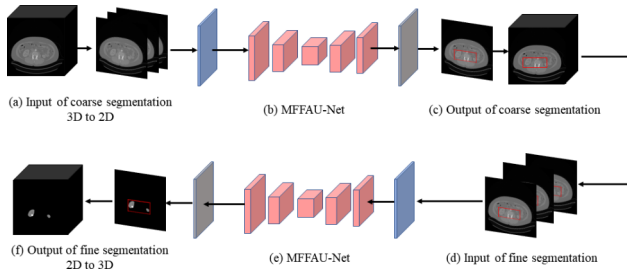 (a) Input of coarse segmentation
3D to 2D
(b) MFFAU-Net
(c) Output of coarse segmentation
(f) Output of fine segmentation
2D to 3D
(e) MFFAU-Net
(d) Input of fine segmentation